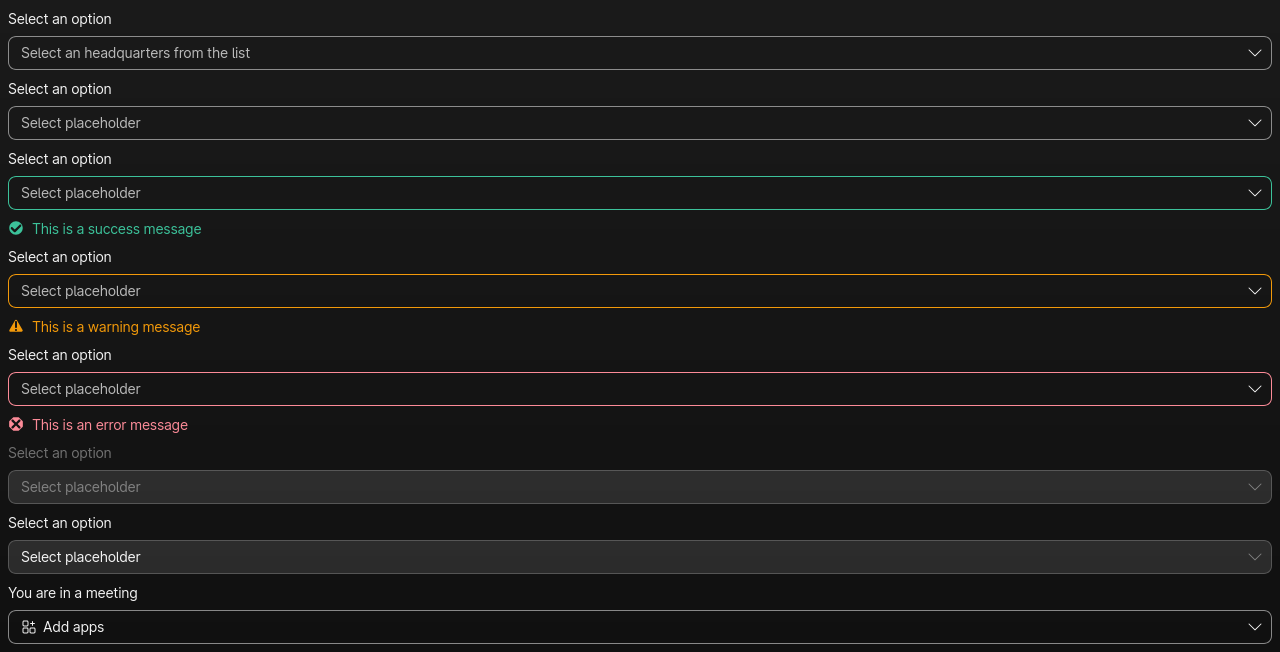 Select an option
Select an headquarters from the list
Select an option
Select placeholder
Select an option
Select placeholder
This is a success message
Select an option
Select placeholder
This is a warning message
Select an option
Select placeholder
This is an error message
Select an option
Select placeholder
Select an option
Select placeholder
You are in a meeting
Add apps